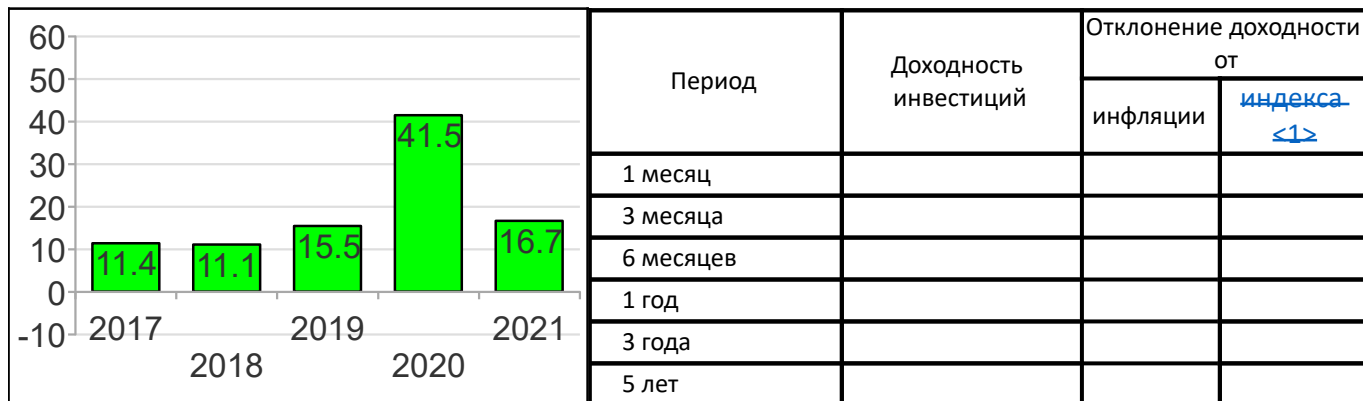 60
50
40
30
20
10
0
-10
11.4
11.1
15.5
41.5
16.7
2017
2018
2019
2020
2021
Период
Доходность
инвестиций
Отклонение доходности
от
инфляции
индекса
<1>
1 месяц
3 месяца
6 месяцев
1 год
3 года
5 лет